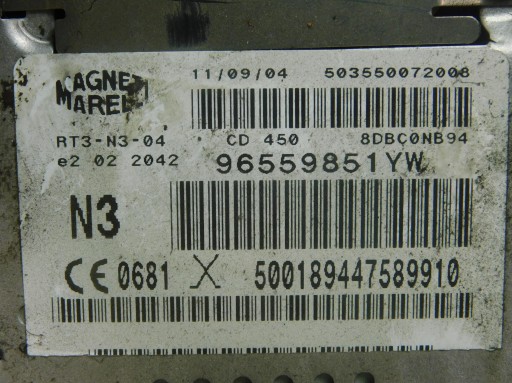 MAGNETI
MARELLI
11/09/04 503550072008
RT3-N3-04 CD 450 8DBC0NB94
e2 02 2042 96559851YW
N3
CE 0681 X 500189447589910